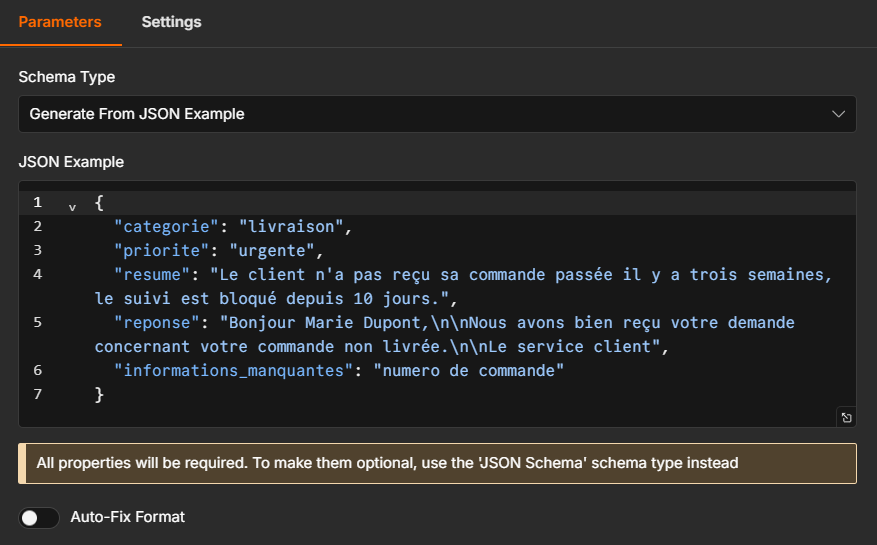 Parameters Settings
Schema Type
Generate From JSON Example
JSON Example
1 v {
2 "categorie": "livraison",
3 "priorite": "urgente",
4 "resume": "Le client n'a pas reçu sa commande passée il y a trois semaines,
le suivi est bloqué depuis 10 jours.",
5 "reponse": "Bonjour Marie Dupont,\n\nNous avons bien reçu votre demande
concernant votre commande non livrée.\n\nLe service client",
6 "informations_manquantes": "numero de commande"
7 }
All properties will be required. To make them optional, use the 'JSON Schema' schema type instead
Auto-Fix Format